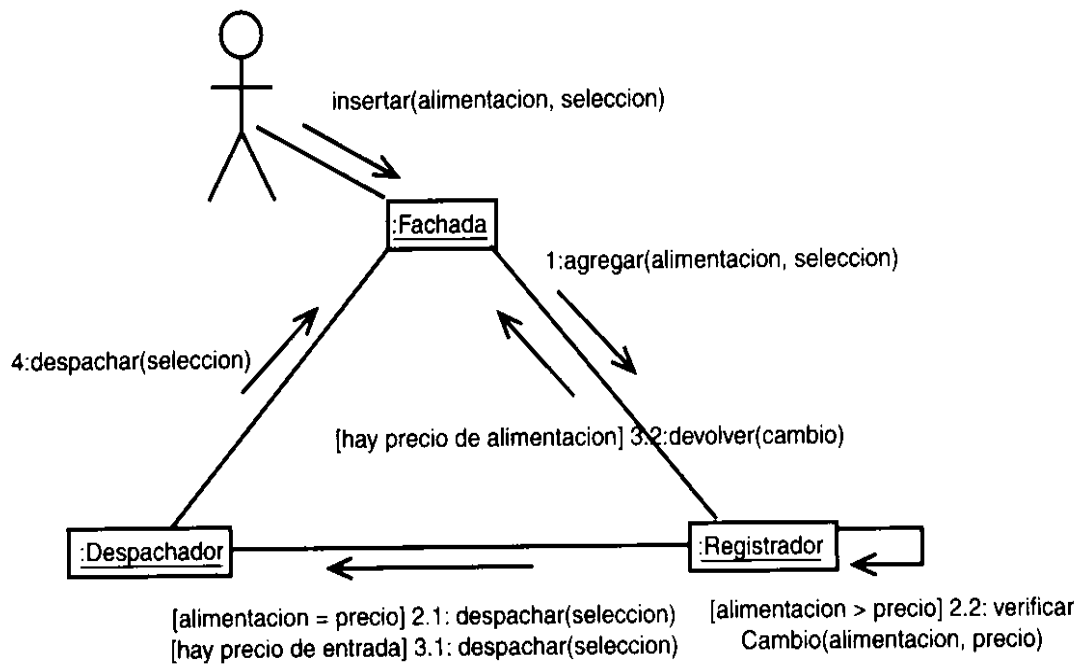 insertar(alimentacion, seleccion)
:Fachada
1:agregar(alimentacion, seleccion)
4:despachar(seleccion)
[hay precio de alimentacion] 3.2:devolver(cambio)
:Despachador
:Registrador
[alimentacion = precio] 2.1: despachar(seleccion)
[hay precio de entrada] 3.1: despachar(seleccion)
[alimentacion > precio] 2.2: verificar
Cambio(alimentacion, precio)